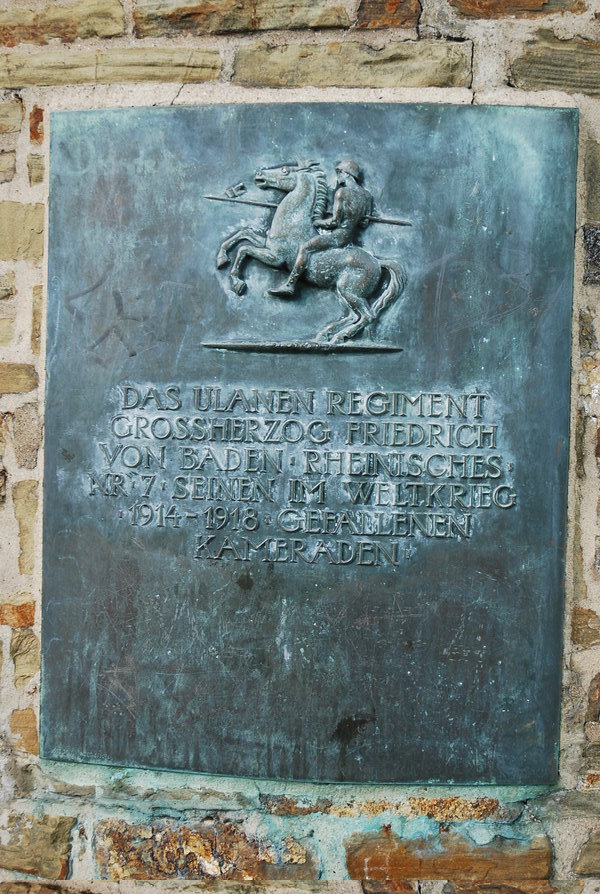 DAS ULANEN REGIMENT
GROSSHERZOG FRIEDRICH
VON BADEN · RHEINISCHES ·
NR · 7 · SEINEN IM WELTKRIEG
· 1914 - 1918 · GEFALLENEN
KAMERADEN ·